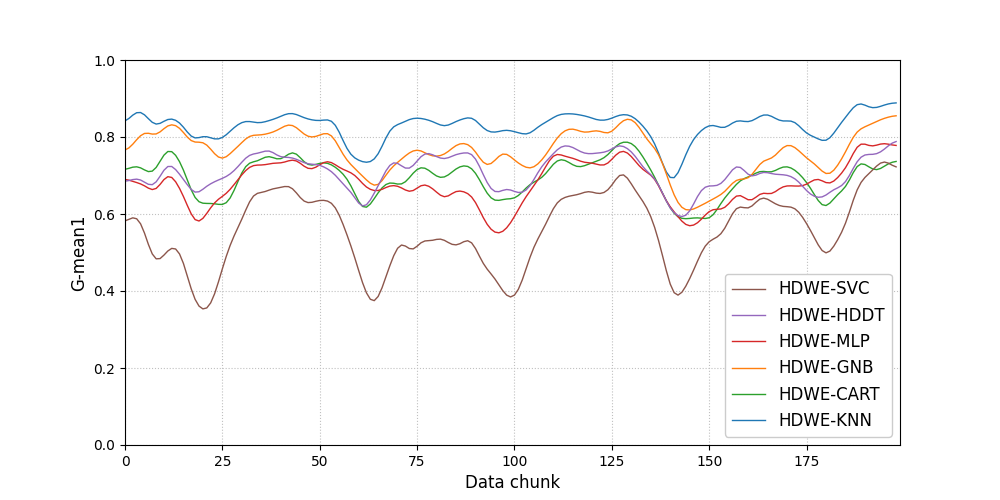 1.0
0.8
0.6
0.4
0.2
0.0
G-mean1
0 25 50 75 100 125 150 175
Data chunk
HDWE-SVC
HDWE-HDDT
HDWE-MLP
HDWE-GNB
HDWE-CART
HDWE-KNN